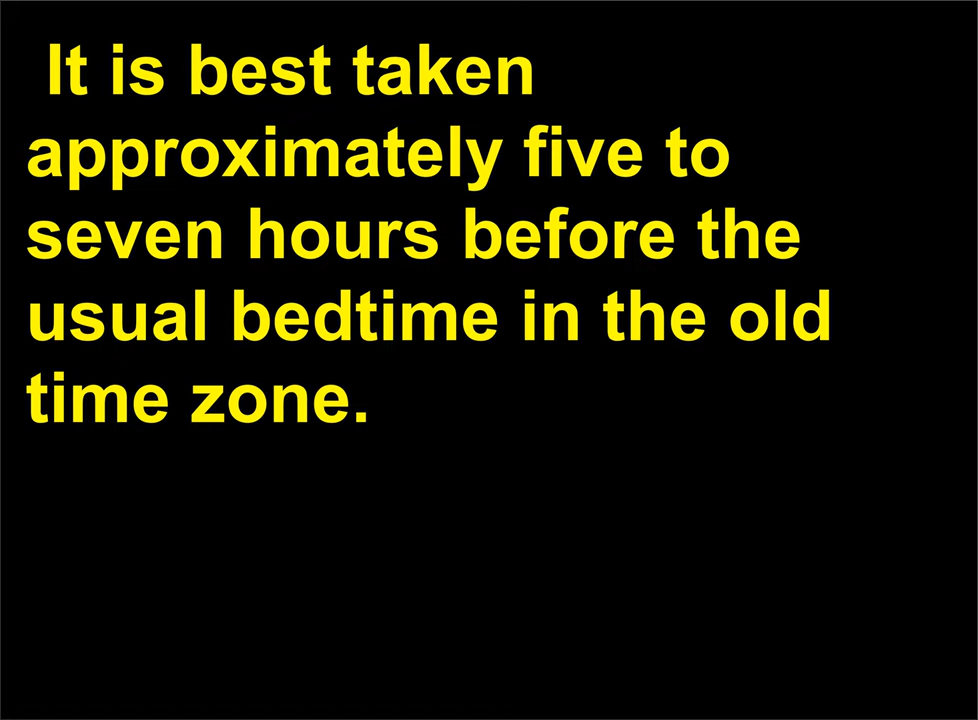 It is best taken
approximately five to
seven hours before the
usual bedtime in the old
time zone.